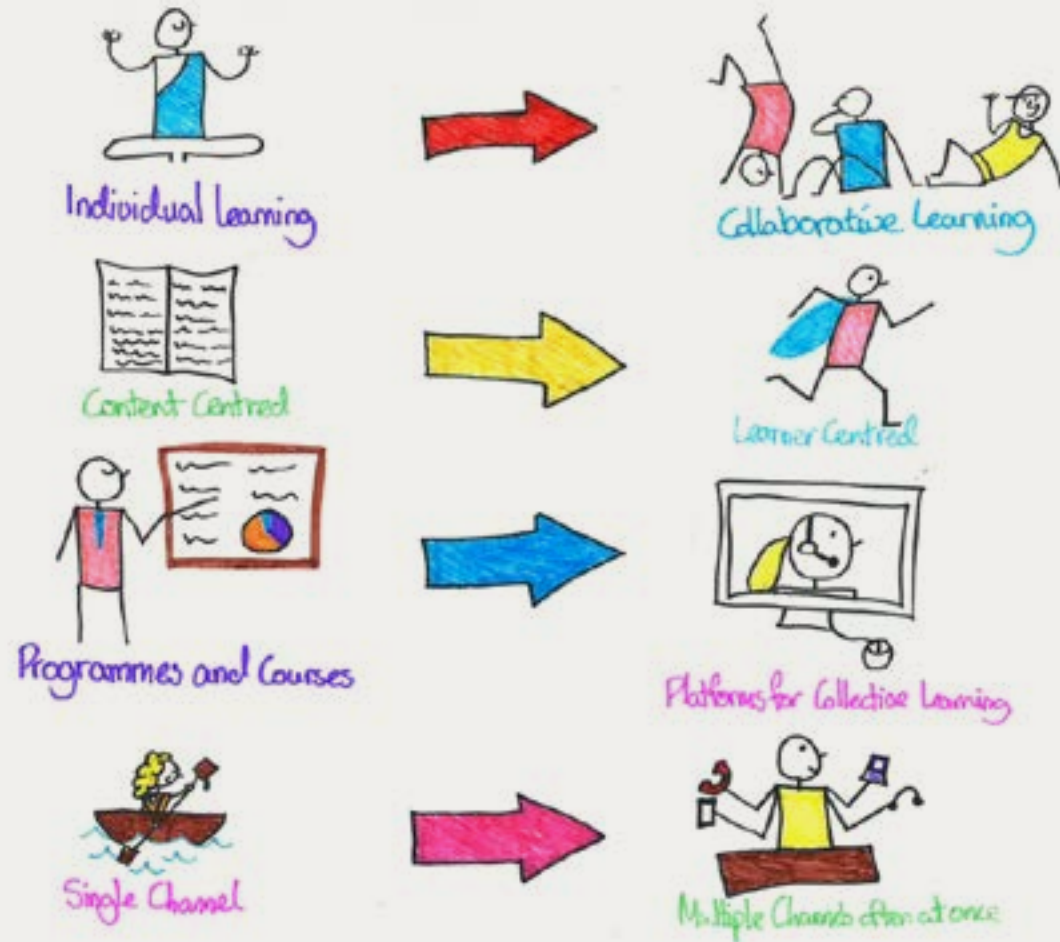 Individual Learning
Collaborative Learning
Content Centred
Learner Centred
Programmes and Courses
Platforms for Collective Learning
Single Channel
Multiple Channels often at once